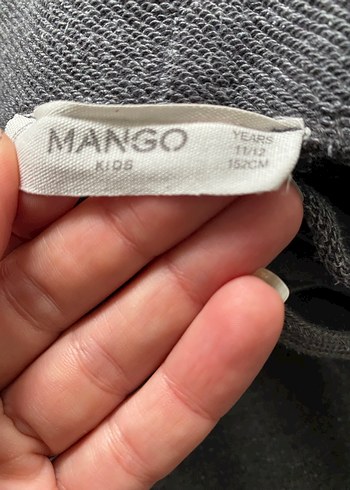 MANGO
KIDS
YEARS
11/12
152CM